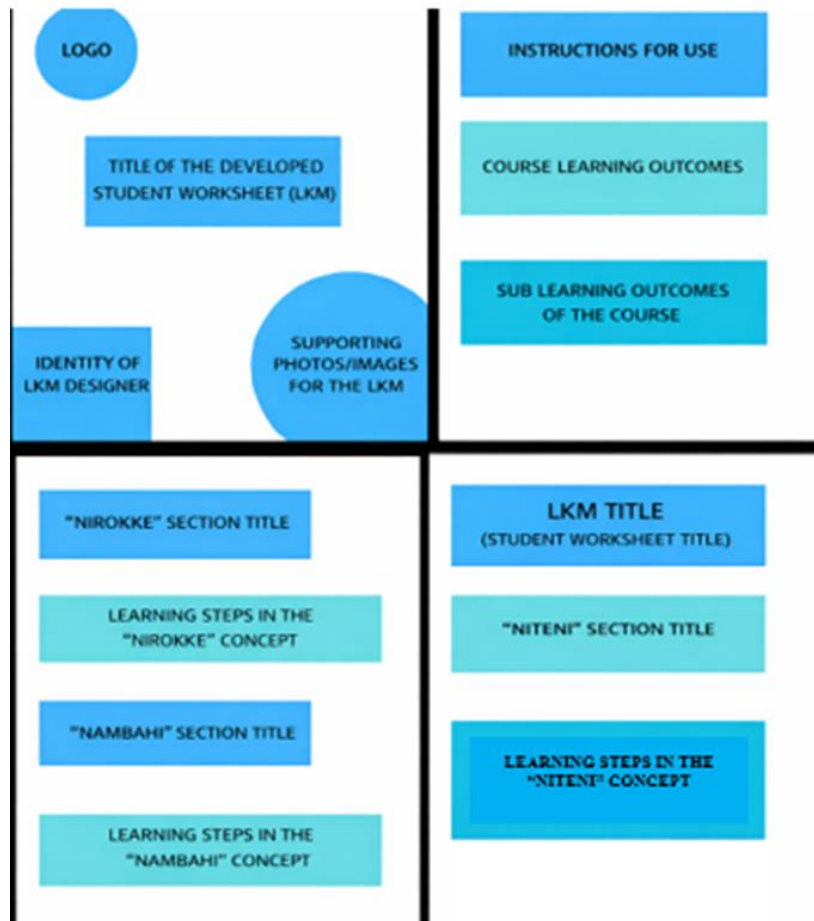 LOGO
TITLE OF THE DEVELOPED
STUDENT WORKSHEET (LKM)
IDENTITY OF
LKM DESIGNER
SUPPORTING
PHOTOS/IMAGES
FOR THE LKM
INSTRUCTIONS FOR USE
COURSE LEARNING OUTCOMES
SUB LEARNING OUTCOMES
OF THE COURSE
"NIROKKE" SECTION TITLE
LEARNING STEPS IN THE
"NIROKKE" CONCEPT
"NAMBAHI" SECTION TITLE
LEARNING STEPS IN THE
"NAMBAHI" CONCEPT
LKM TITLE
(STUDENT WORKSHEET TITLE)
"NITENI" SECTION TITLE
LEARNING STEPS IN THE
"NITENI" CONCEPT